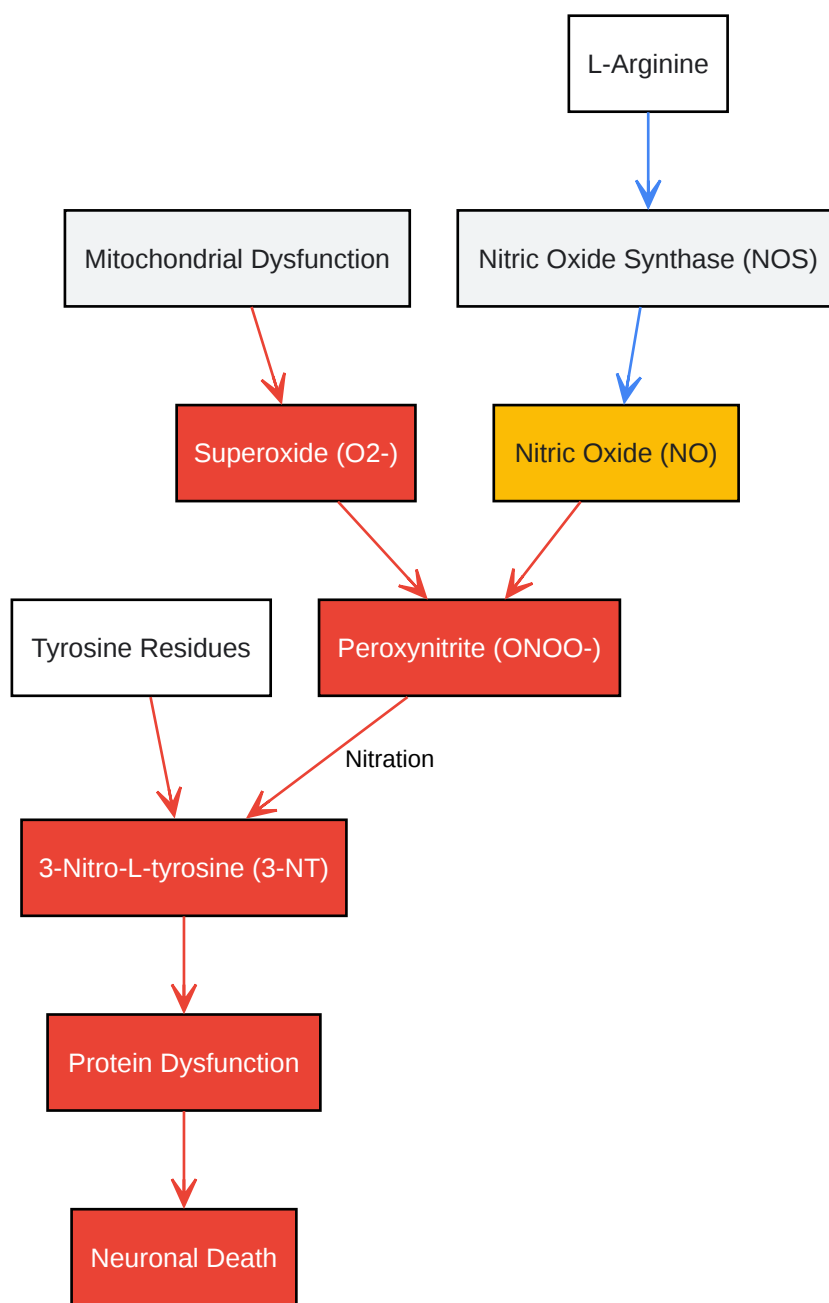 L-Arginine
Mitochondrial Dysfunction
Nitric Oxide Synthase (NOS)
Superoxide (O2-)
Nitric Oxide (NO)
Tyrosine Residues
Peroxynitrite (ONOO-)
Nitration
3-Nitro-L-tyrosine (3-NT)
Protein Dysfunction
Neuronal Death